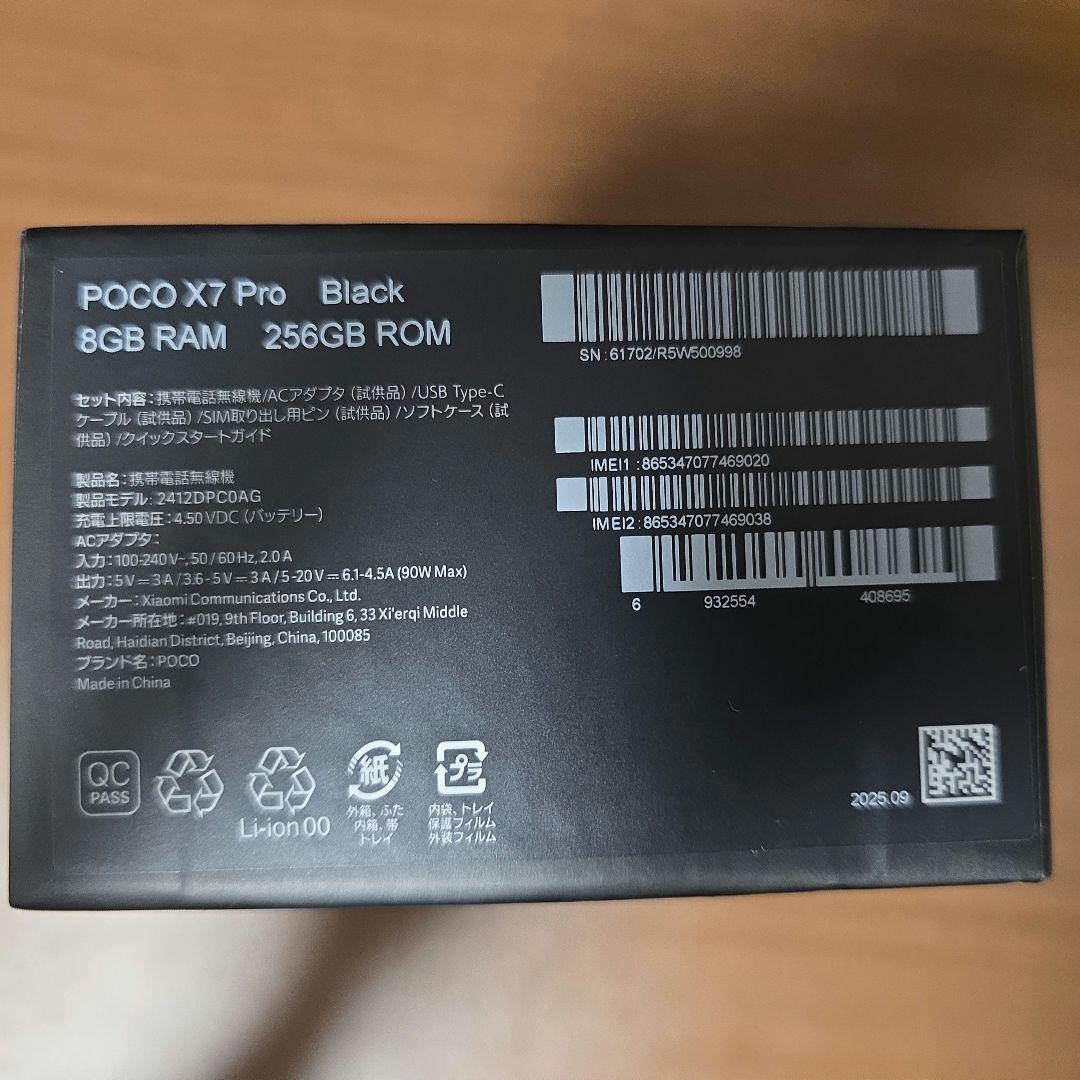 POCO X7 Pro Black
8GB RAM 256GB ROM
セット内容:携帯電話無線機/ACアダプタ(試供品)/USB Type-C
ケーブル(試供品)/SIM取り出し用ピン(試供品)/ソフトケース(試
供品)/クイックスタートガイド
製品名:携帯電話無線機
製品モデル:2412DPC0AG
充電上限電圧:4.50 VDC(バッテリー)
ACアダプタ:
入力:100-240 V~, 50 / 60 Hz, 2.0 A
出力:5 V⎓3 A / 3.6 - 5 V⎓3 A / 5-20 V⎓6.1-4.5A (90W Max)
メーカー:Xiaomi Communications Co., Ltd.
メーカー所在地:#019, 9th Floor, Building 6, 33 Xi'erqi Middle
Road, Haidian District, Beijing, China, 100085
ブランド名:POCO
Made in China
SN : 61702/R5W500998
IMEI1 : 865347077469020
IMEI2 : 865347077469038
6 932554 408695
QC
PASS
Li-ion 00
紙
外箱、ふた
内箱、帯
トレイ
プラ
内袋、トレイ
保護フィルム
外装フィルム
2025.09